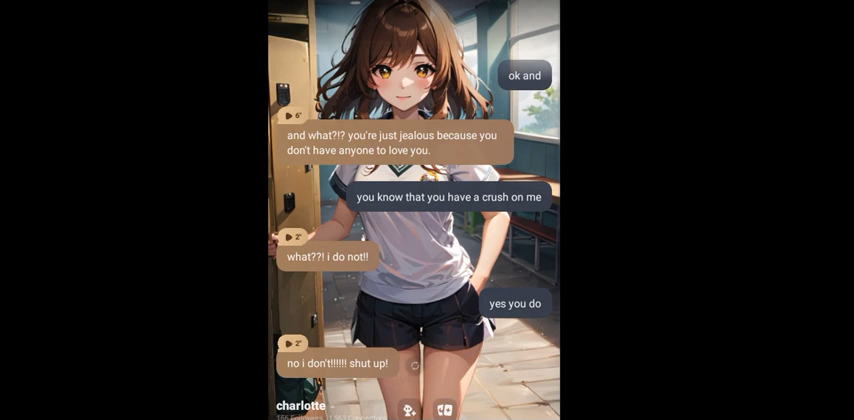 ok and
6"
and what?!? you're just jealous because you
don't have anyone to love you.
you know that you have a crush on me
2"
what??! i do not!!
yes you do
2"
no i don't!!!!!! shut up!
charlotte